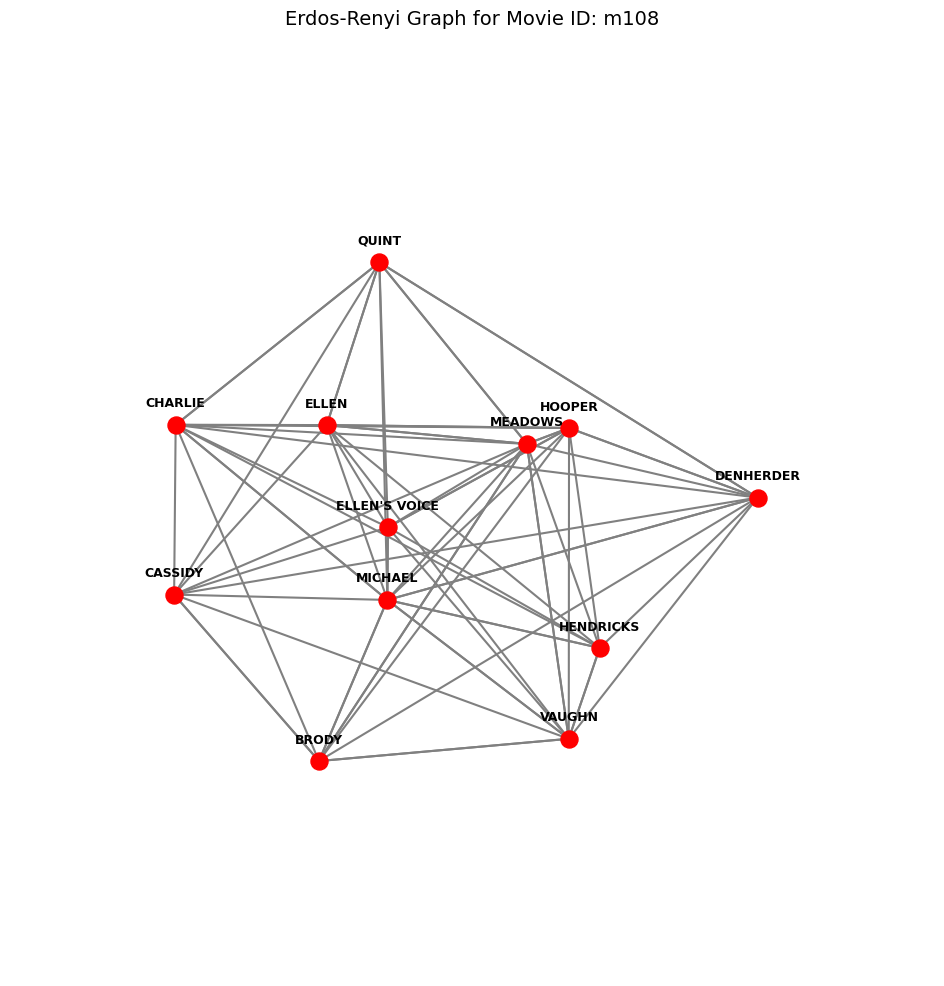 Erdos-Renyi Graph for Movie ID: m108
QUINT
CHARLIE
ELLEN
HOOPER
MEADOWS
DENHERDER
ELLEN'S VOICE
CASSIDY
MICHAEL
HENDRICKS
VAUGHN
BRODY